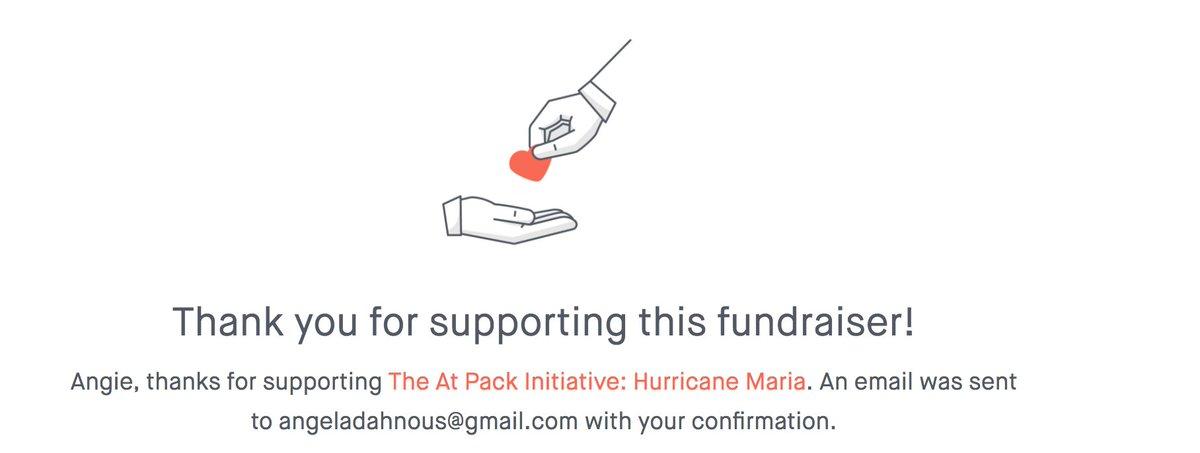 Thank you for supporting this fundraiser!
Angie, thanks for supporting The At Pack Initiative: Hurricane Maria. An email was sent
to angeladahnous@gmail.com with your confirmation.